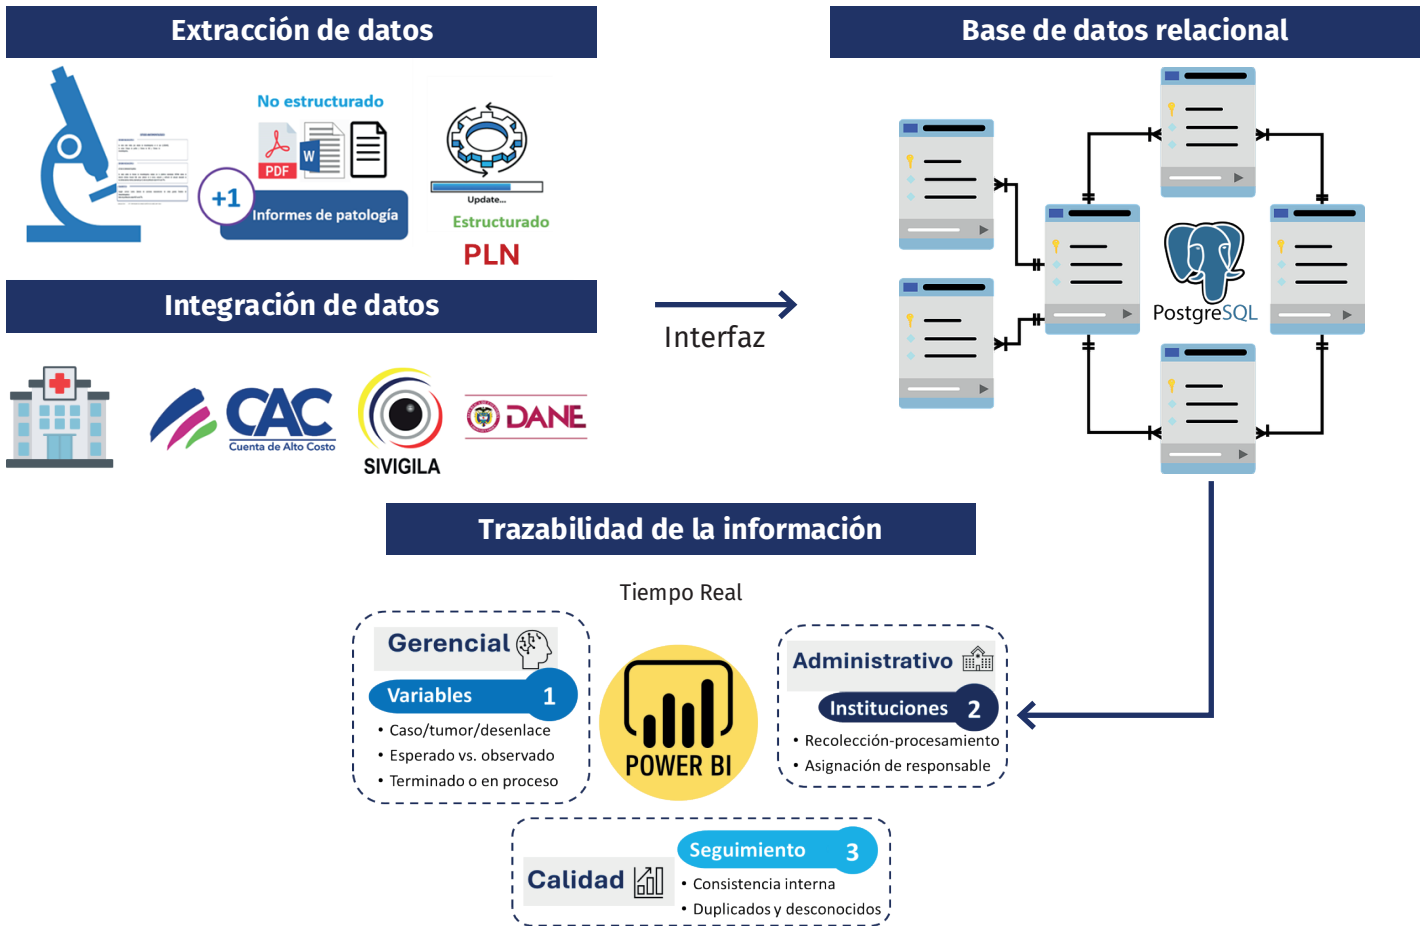 Extracción de datos
No estructurado
PDF
W
+1
Informes de patología
Update...
Estructurado
PLN
Integración de datos
CAC
Cuenta de Alto Costo
SIVIGILA
DANE
Interfaz
Base de datos relacional
PostgreSQL
Trazabilidad de la información
Tiempo Real
Gerencial
Variables 1
• Caso/tumor/desenlace
• Esperado vs. observado
• Terminado o en proceso
POWER BI
Administrativo
Instituciones 2
• Recolección-procesamiento
• Asignación de responsable
Calidad
Seguimiento 3
• Consistencia interna
• Duplicados y desconocidos